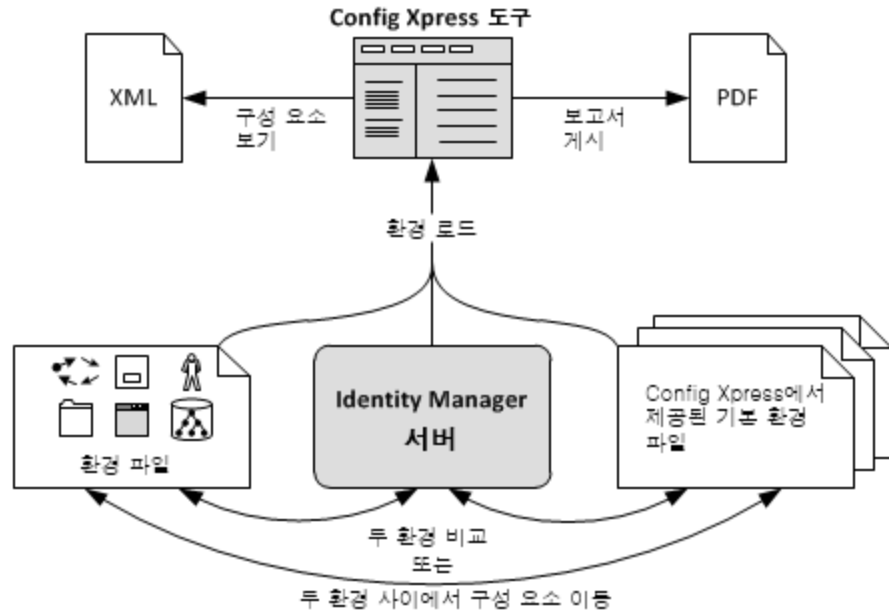 Config Xpress 도구
XML
구성 요소
보기
보고서
게시
PDF
환경 로드
환경 파일
Identity Manager
서버
Config Xpress에서
제공된 기본 환경
파일
두 환경 비교
또는
두 환경 사이에서 구성 요소 이동